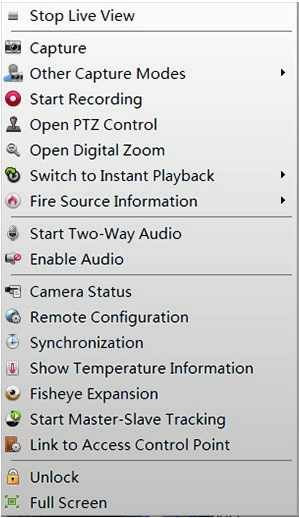 Stop Live View
Capture
Other Capture Modes
Start Recording
Open PTZ Control
Open Digital Zoom
Switch to Instant Playback
Fire Source Information
Start Two-Way Audio
Enable Audio
Camera Status
Remote Configuration
Synchronization
Show Temperature Information
Fisheye Expansion
Start Master-Slave Tracking
Link to Access Control Point
Unlock
Full Screen